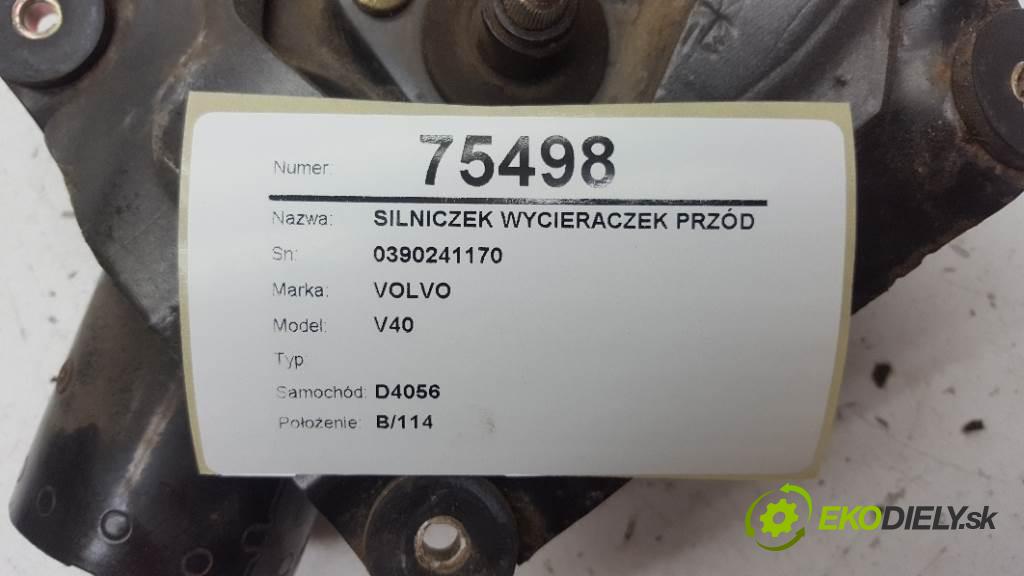 Numer: 75498
Nazwa: SILNICZEK WYCIERACZEK PRZÓD
Sn: 0390241170
Marka: VOLVO
Model: V40
Typ
Samochód: D4056
Położenie: B/114
EKODIELY.sk